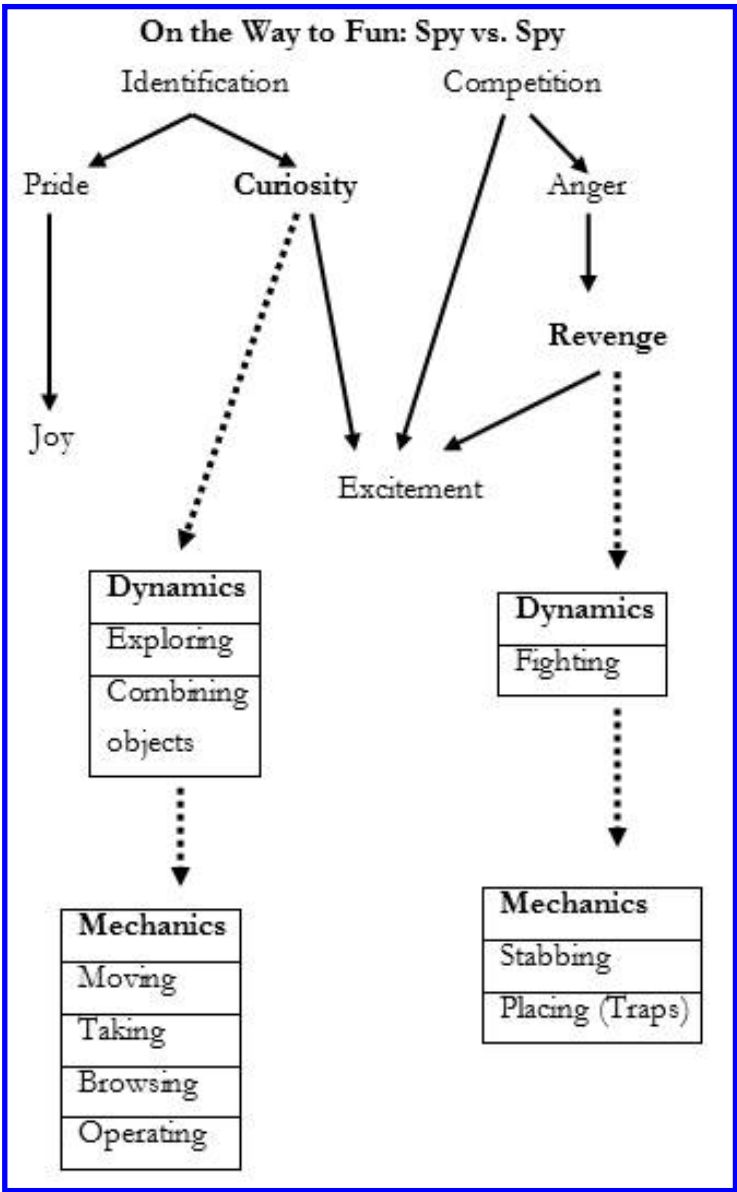 On the Way to Fun: Spy vs. Spy
Identification
Competition
Pride
Curiosity
Anger
Revenge
Joy
Excitement
Dynamics
Exploring
Combining
objects
Dynamics
Fighting
Mechanics
Moving
Taking
Browsing
Operating
Mechanics
Stabbing
Placing (Traps)